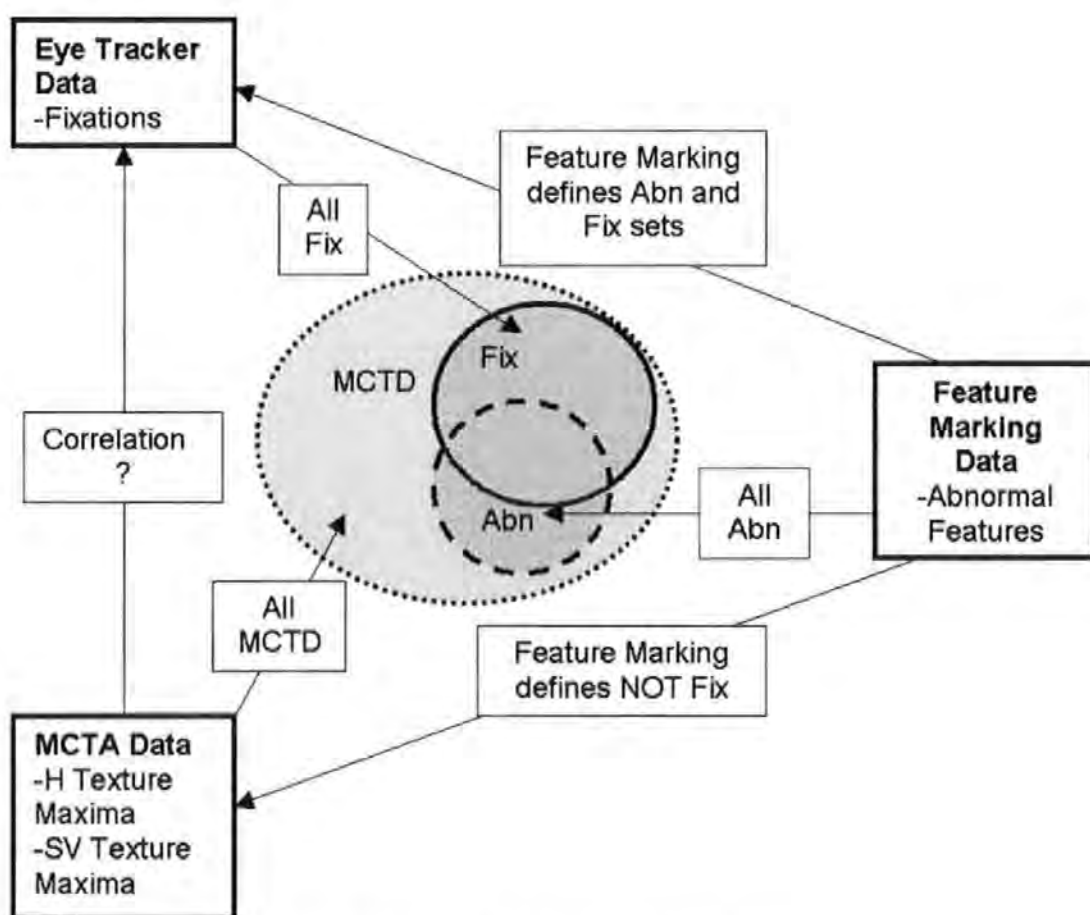 Eye Tracker
Data
-Fixations
Feature Marking
defines Abn and
Fix sets
All
Fix
Fix
MCTD
Feature
Marking
Data
-Abnormal
Features
Correlation
?
All
Abn
Abn
All
MCTD
Feature Marking
defines NOT Fix
MCTA Data
-H Texture
Maxima
-SV Texture
Maxima